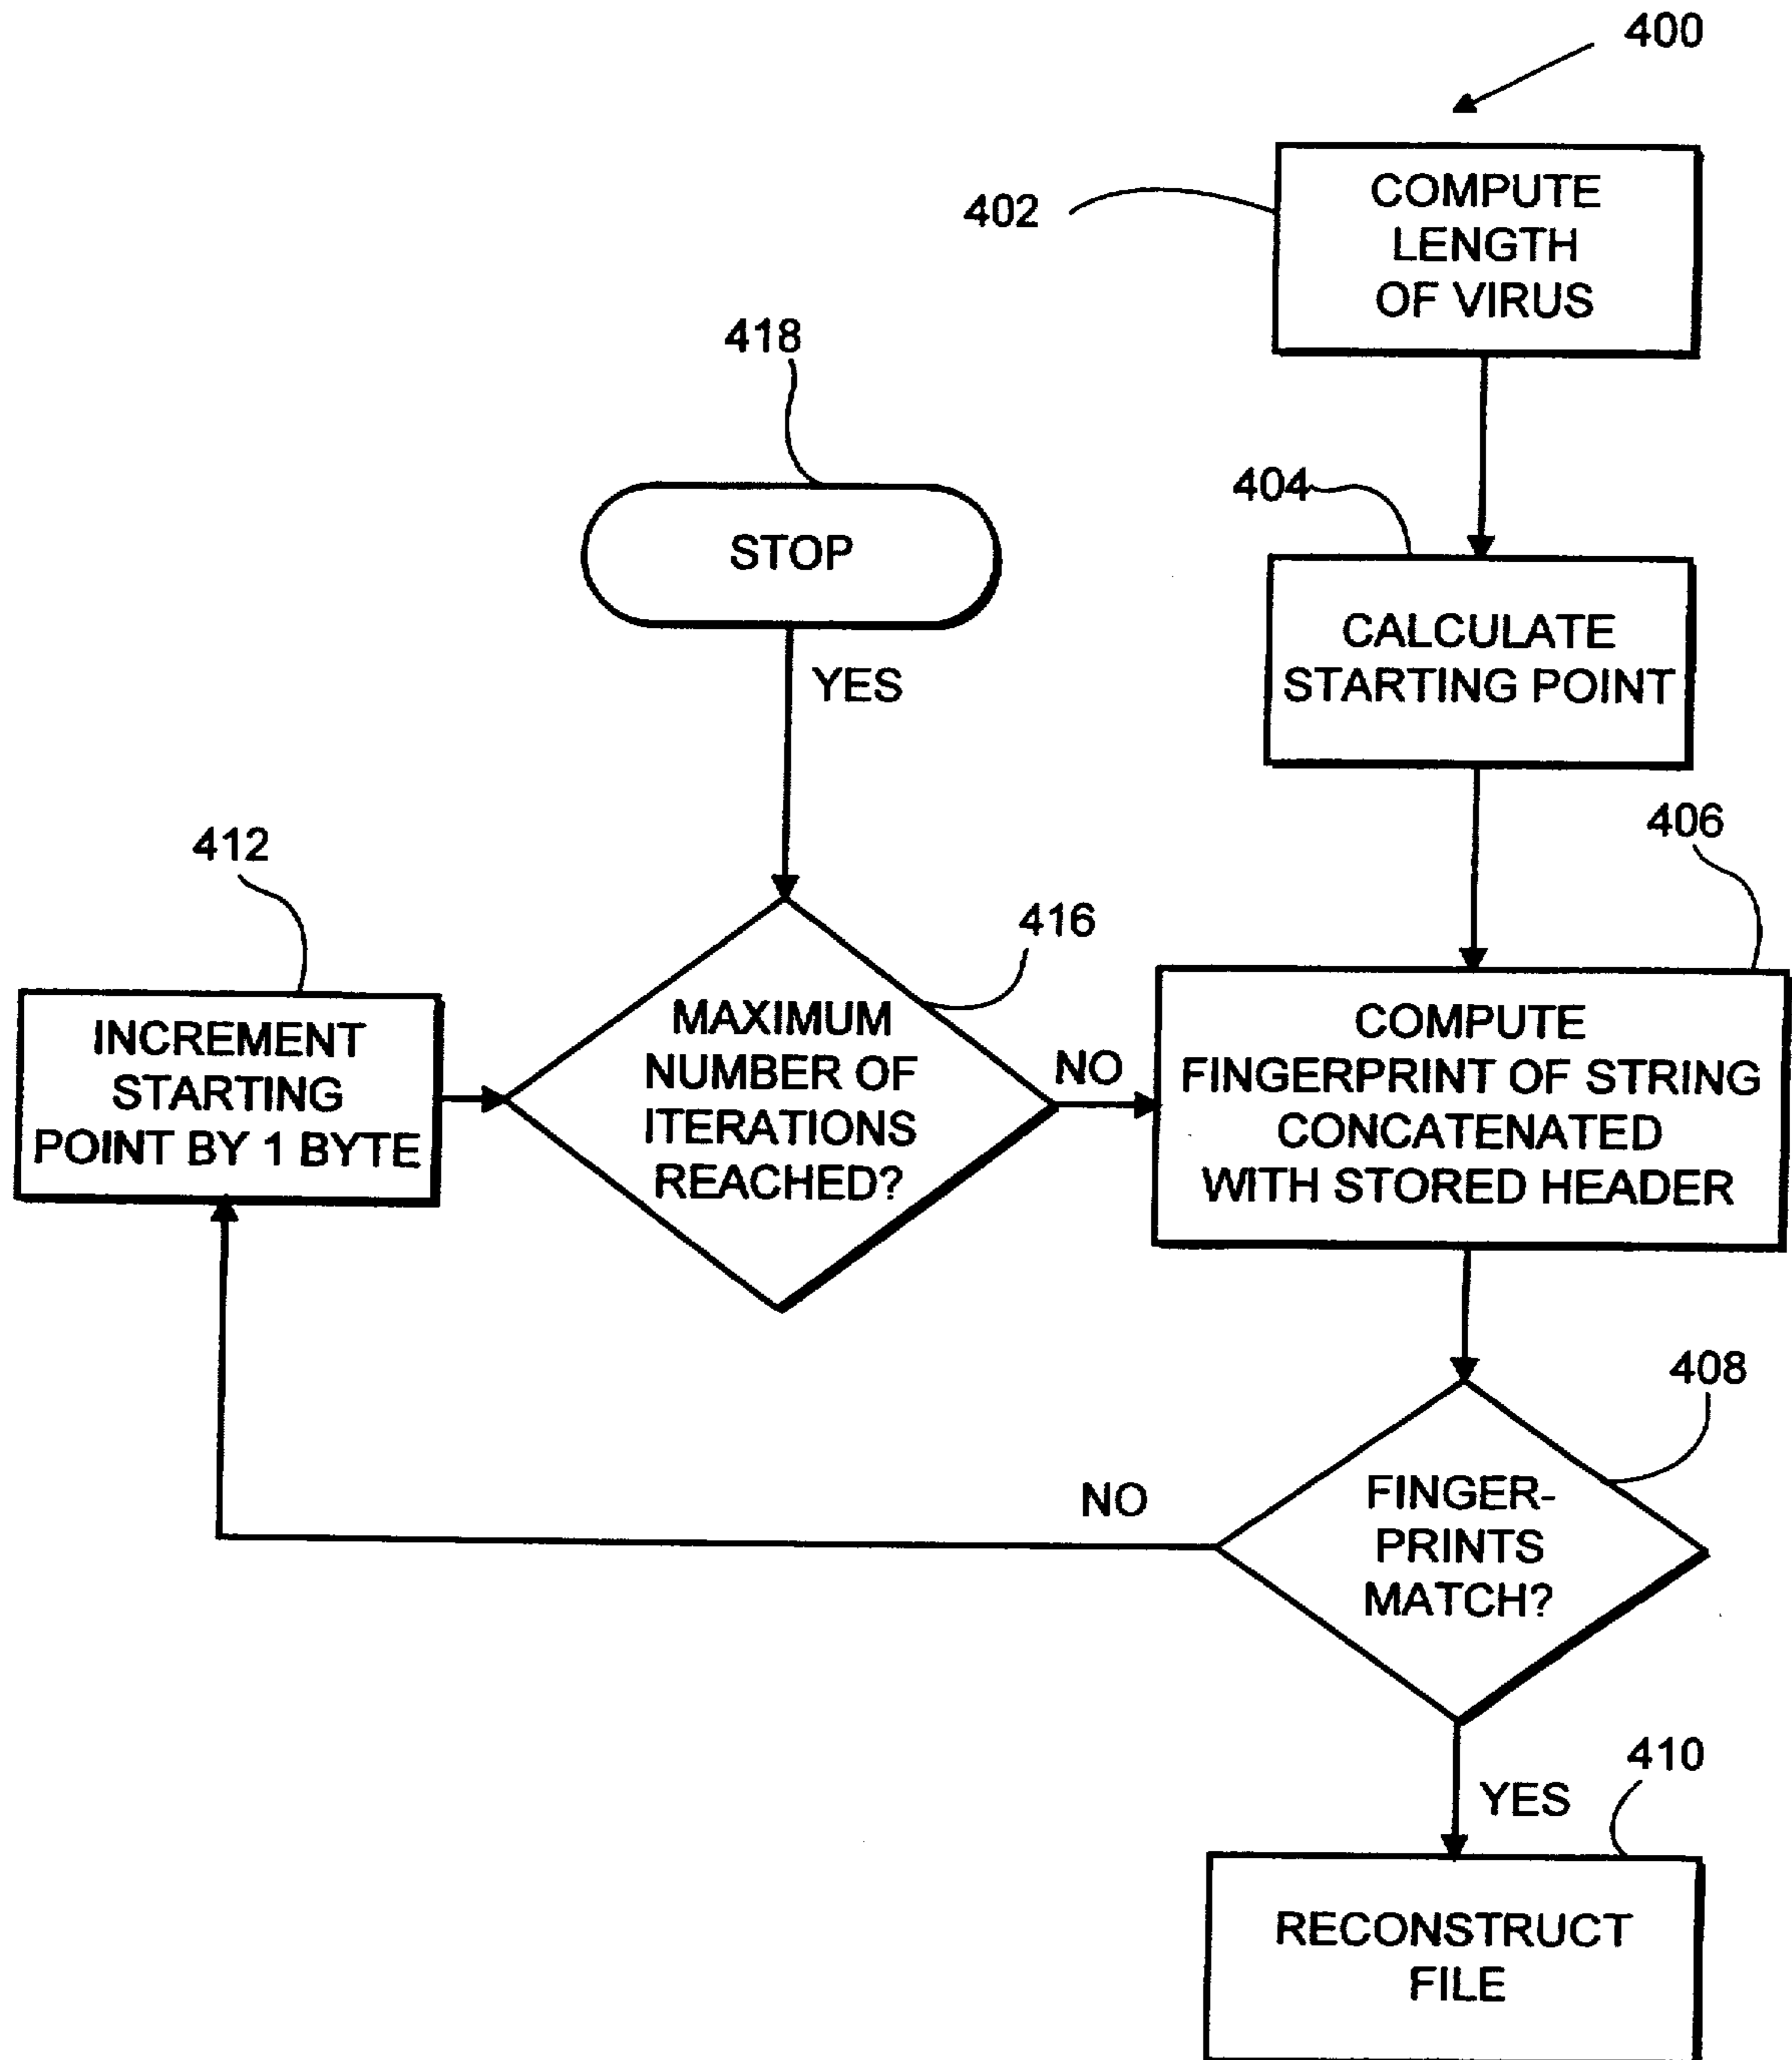 400
402
COMPUTE
LENGTH
OF VIRUS
418
STOP
YES
404
CALCULATE
STARTING POINT
406
412
416
INCREMENT
STARTING
POINT BY 1 BYTE
MAXIMUM
NUMBER OF
ITERATIONS
REACHED?
NO
COMPUTE
FINGERPRINT OF STRING
CONCATENATED
WITH STORED HEADER
408
NO
FINGER-
PRINTS
MATCH?
YES
410
RECONSTRUCT
FILE